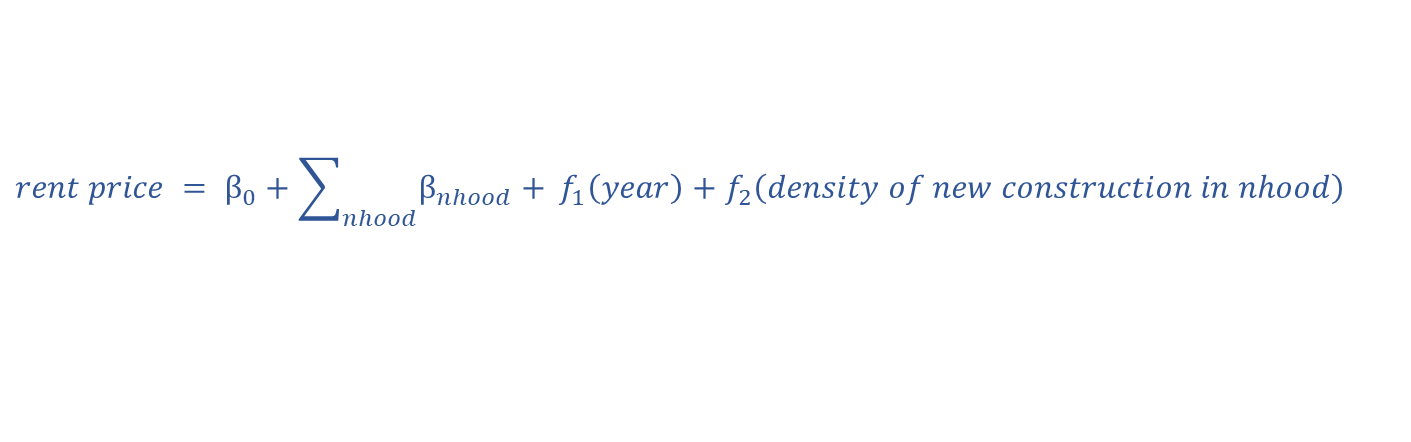 rent price = β₀ + ∑ₙₕₒₒ𝒹 βₙₕₒₒ𝒹 + f₁(year) + f₂(density of new construction in nhood)